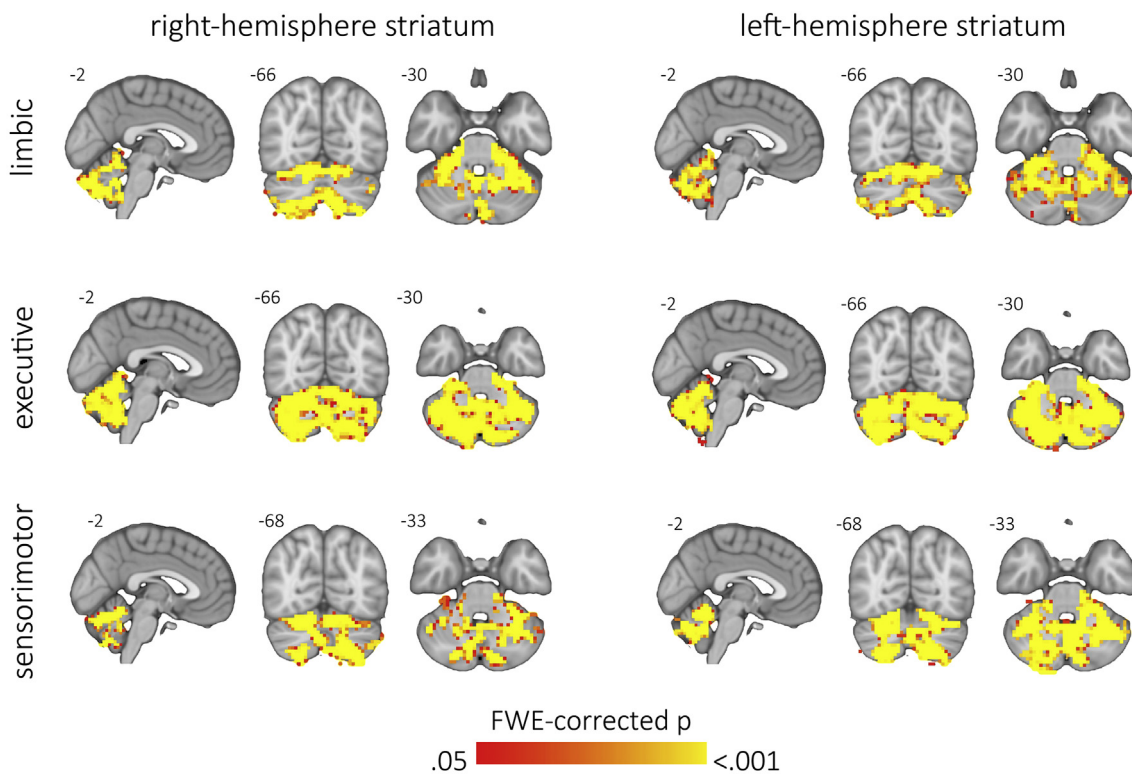 right-hemisphere striatum left-hemisphere striatum
limbic
-2 -66 -30 -2 -66 -30
executive
-2 -66 -30 -2 -66 -30
sensorimotor
-2 -68 -33 -2 -68 -33
FWE-corrected p
.05 <.001